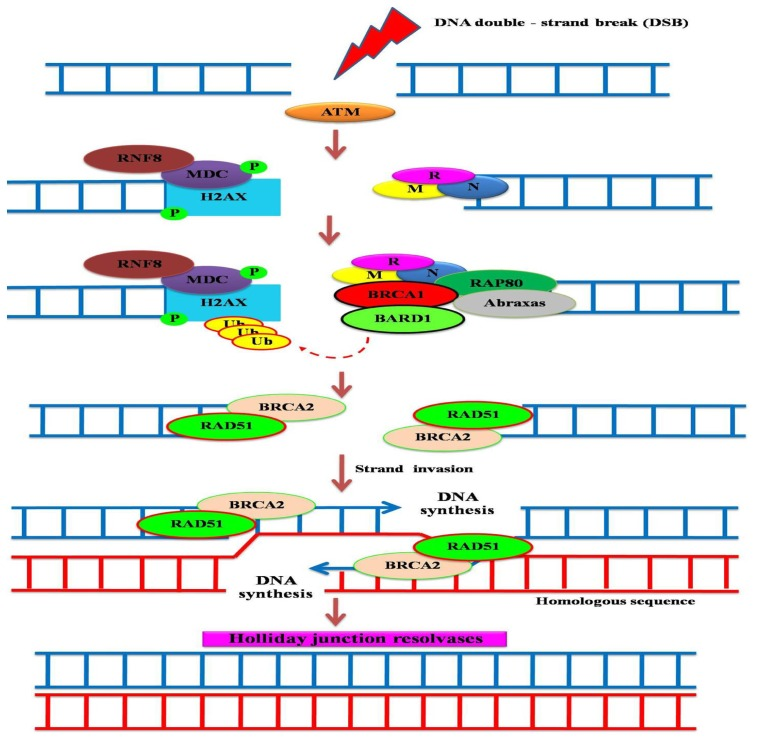 DNA double - strand break (DSB)
ATM
RNF8
MDC
P
H2AX
P
R
M
N
RNF8
MDC
P
H2AX
P
Ub
Ub
Ub
R
M
N
RAP80
BRCA1
Abraxas
BARD1
BRCA2
RAD51
RAD51
BRCA2
Strand invasion
BRCA2
RAD51
DNA
synthesis
RAD51
BRCA2
DNA
synthesis
Homologous sequence
Holliday junction resolvases